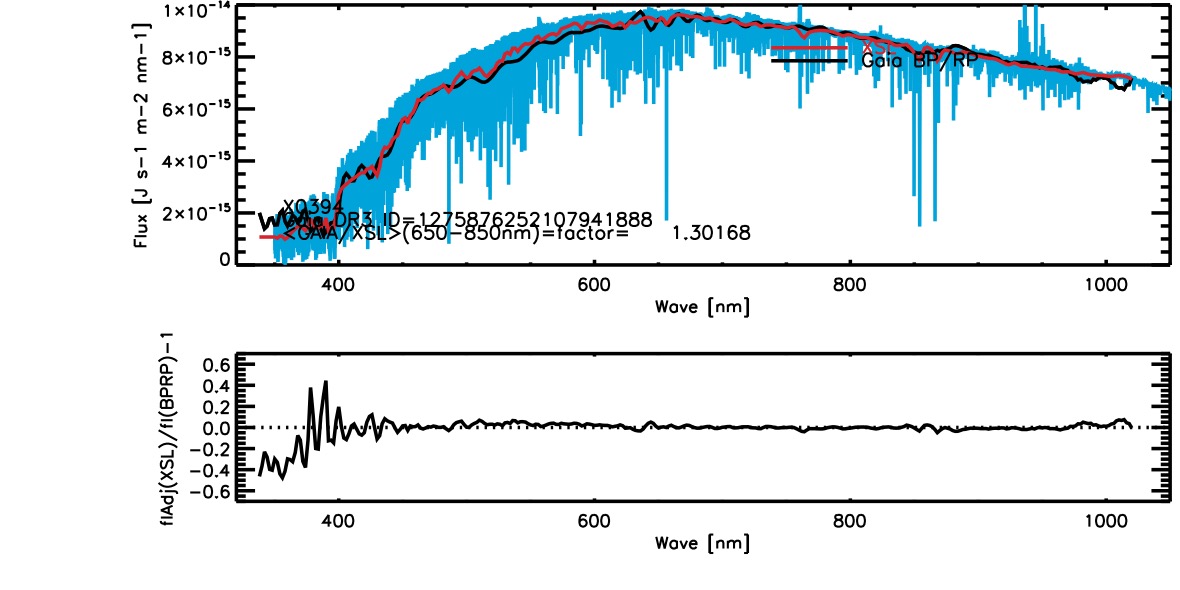 1×10−14
8×10−15
6×10−15
4×10−15
2×10−15
0
Flux [J s−1 m−2 nm−1]
XSL
Gaia BP/RP
X0394
Gaia DR3 ID=1275876252107941888
<GAIA/XSL>(650−850nm)=factor= 1.30168
400 600 800 1000
Wave [nm]
flAdj(XSL)/fl(BPRP)−1
0.6
0.4
0.2
0.0
−0.2
−0.4
−0.6
400 600 800 1000
Wave [nm]